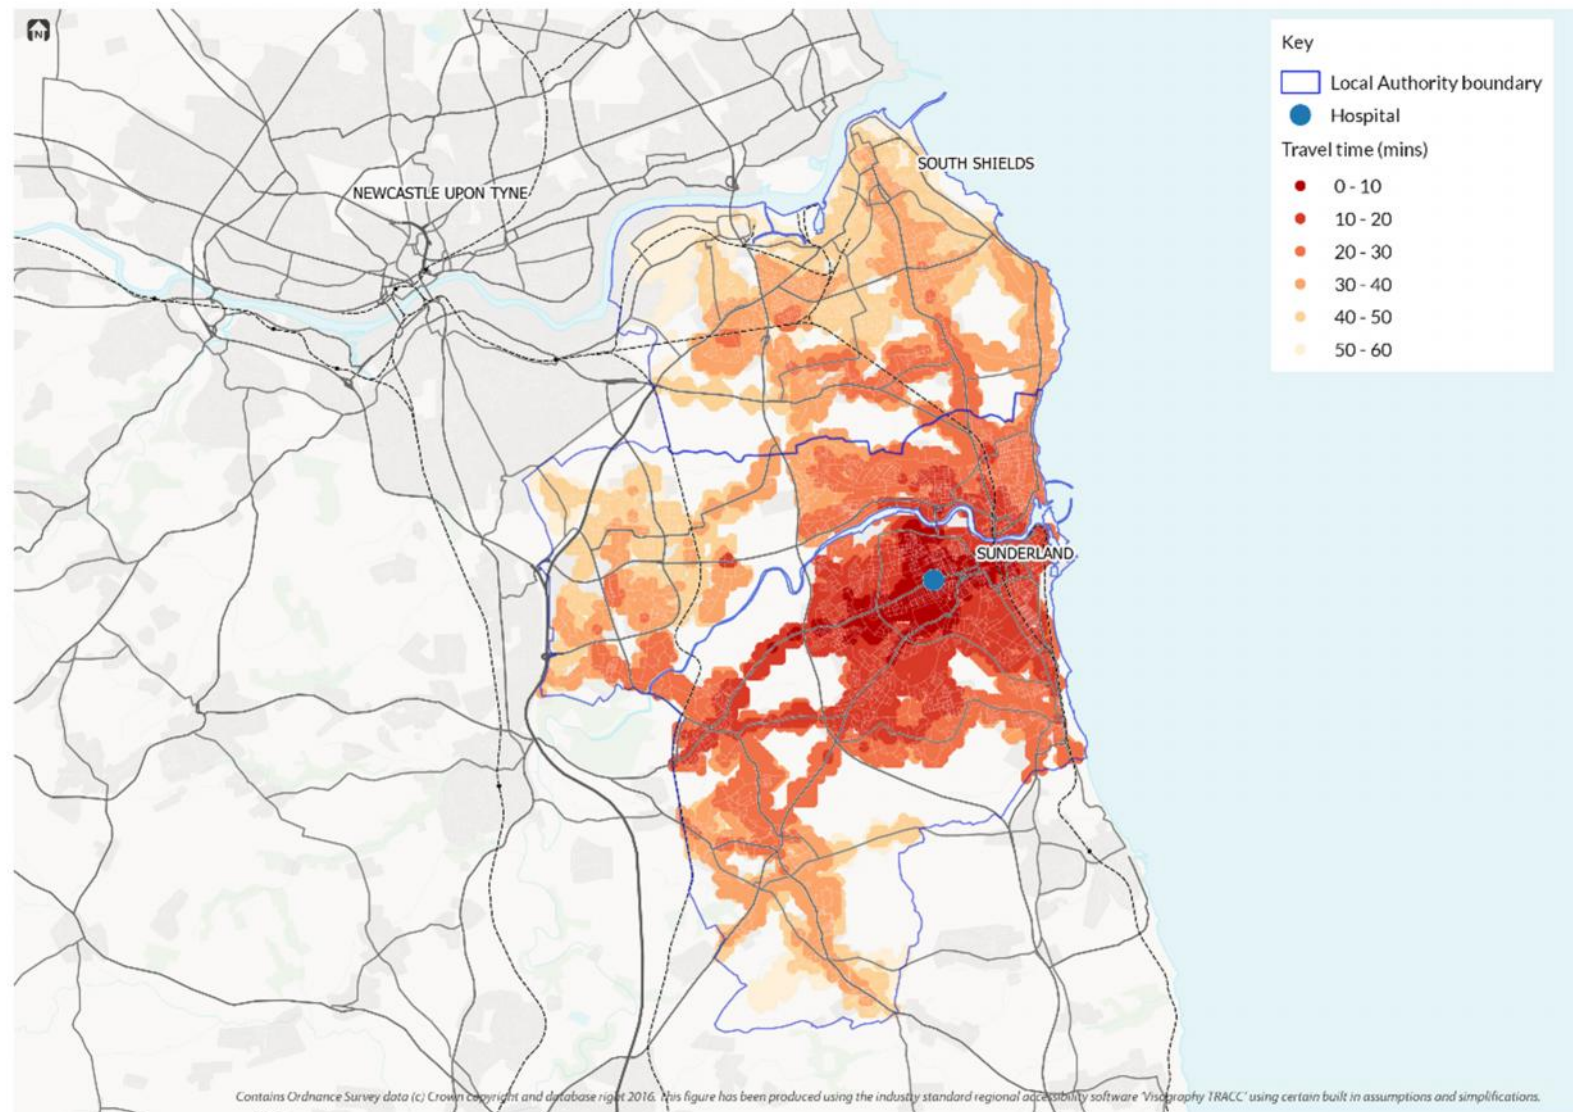 N
Key
Local Authority boundary
Hospital
Travel time (mins)
0 - 10
10 - 20
20 - 30
30 - 40
40 - 50
50 - 60
SOUTH SHIELDS
NEWCASTLE UPON TYNE
SUNDERLAND
Contains Ordnance Survey data (c) Crown copyright and database right 2016. This figure has been produced using the industry standard regional accessibility software 'Visography TRACC' using certain built in assumptions and simplifications.